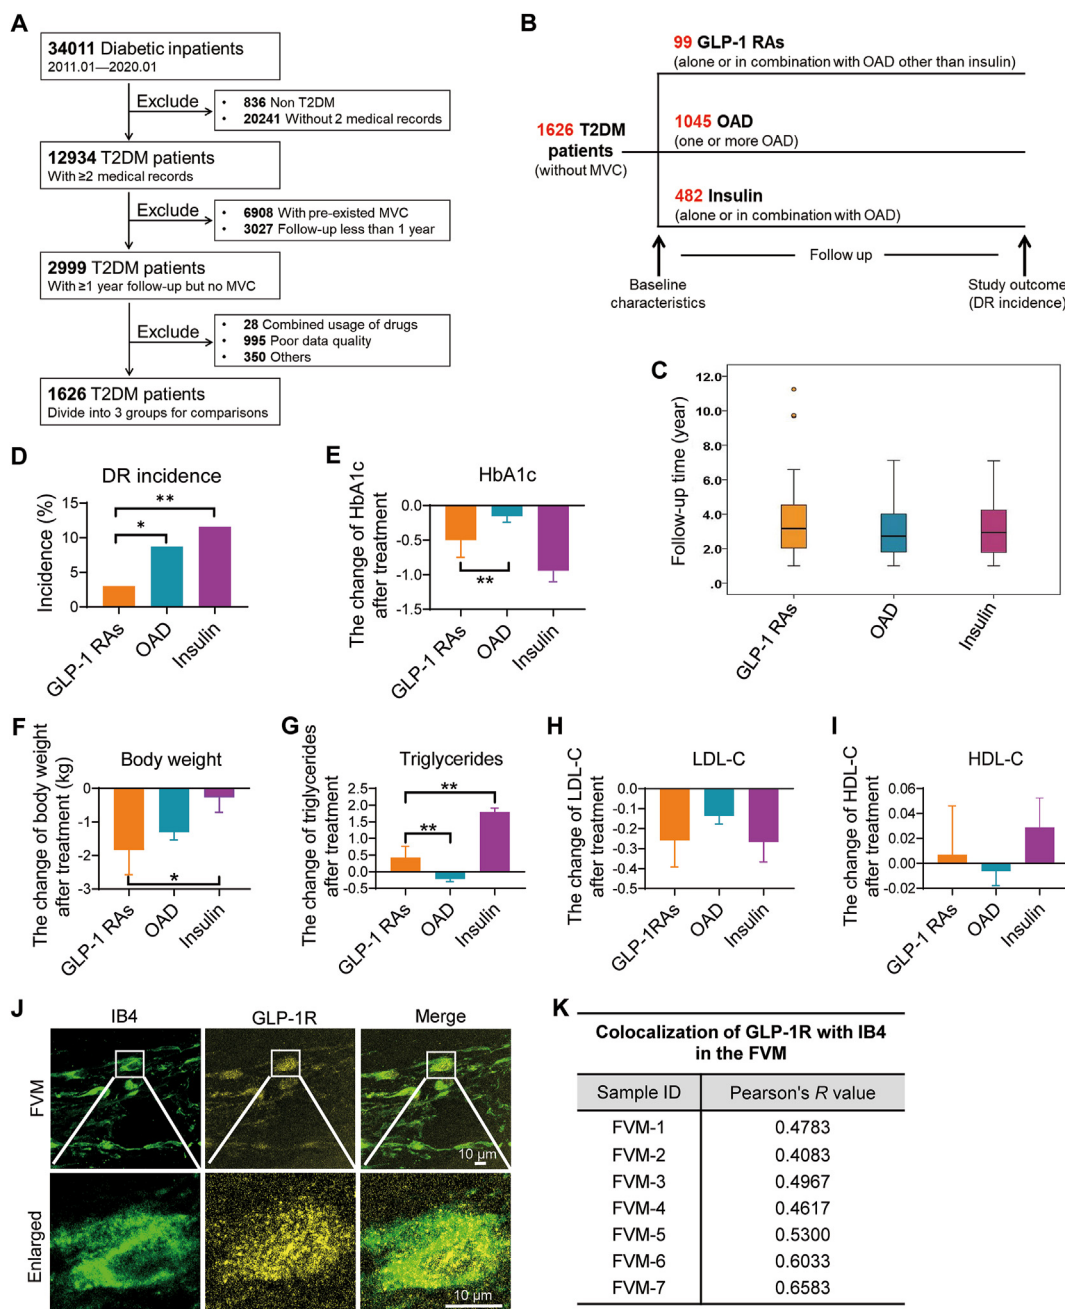 A
34011 Diabetic inpatients
2011.01—2020.01
Exclude
• 836 Non T2DM
• 20241 Without 2 medical records
12934 T2DM patients
With ≥2 medical records
Exclude
• 6908 With pre-existed MVC
• 3027 Follow-up less than 1 year
2999 T2DM patients
With ≥1 year follow-up but no MVC
Exclude
• 28 Combined usage of drugs
• 995 Poor data quality
• 350 Others
1626 T2DM patients
Divide into 3 groups for comparisons
B
99 GLP-1 RAs
(alone or in combination with OAD other than insulin)
1626 T2DM
patients
(without MVC)
1045 OAD
(one or more OAD)
482 Insulin
(alone or in combination with OAD)
Follow up
Baseline
characteristics
Study outcome
(DR incidence)
C
Follow-up time (year)
12.0
10.0
8.0
6.0
4.0
2.0
.0
GLP-1 RAs
OAD
Insulin
D
DR incidence
Incidence (%)
15
10
5
0
*
**
GLP-1 RAs
OAD
Insulin
E
HbA1c
The change of HbA1c
after treatment
0.0
-0.5
-1.0
-1.5
**
GLP-1 RAs
OAD
Insulin
F
Body weight
The change of body weight
after treatment (kg)
0
-1
-2
-3
*
GLP-1 RAs
OAD
Insulin
G
Triglycerides
The change of triglycerides
after treatment
2.5
2.0
1.5
1.0
0.5
0.0
-0.5
**
**
GLP-1 RAs
OAD
Insulin
H
LDL-C
The change of LDL-C
after treatment
0.0
-0.1
-0.2
-0.3
-0.4
-0.5
GLP-1RAs
OAD
Insulin
I
HDL-C
The change of HDL-C
after treatment
0.06
0.04
0.02
0.00
-0.02
GLP-1 RAs
OAD
Insulin
J
IB4
GLP-1R
Merge
FVM
10 μm
Enlarged
10 μm
K
Colocalization of GLP-1R with IB4
in the FVM
Sample ID Pearson's R value
FVM-1 0.4783
FVM-2 0.4083
FVM-3 0.4967
FVM-4 0.4617
FVM-5 0.5300
FVM-6 0.6033
FVM-7 0.6583